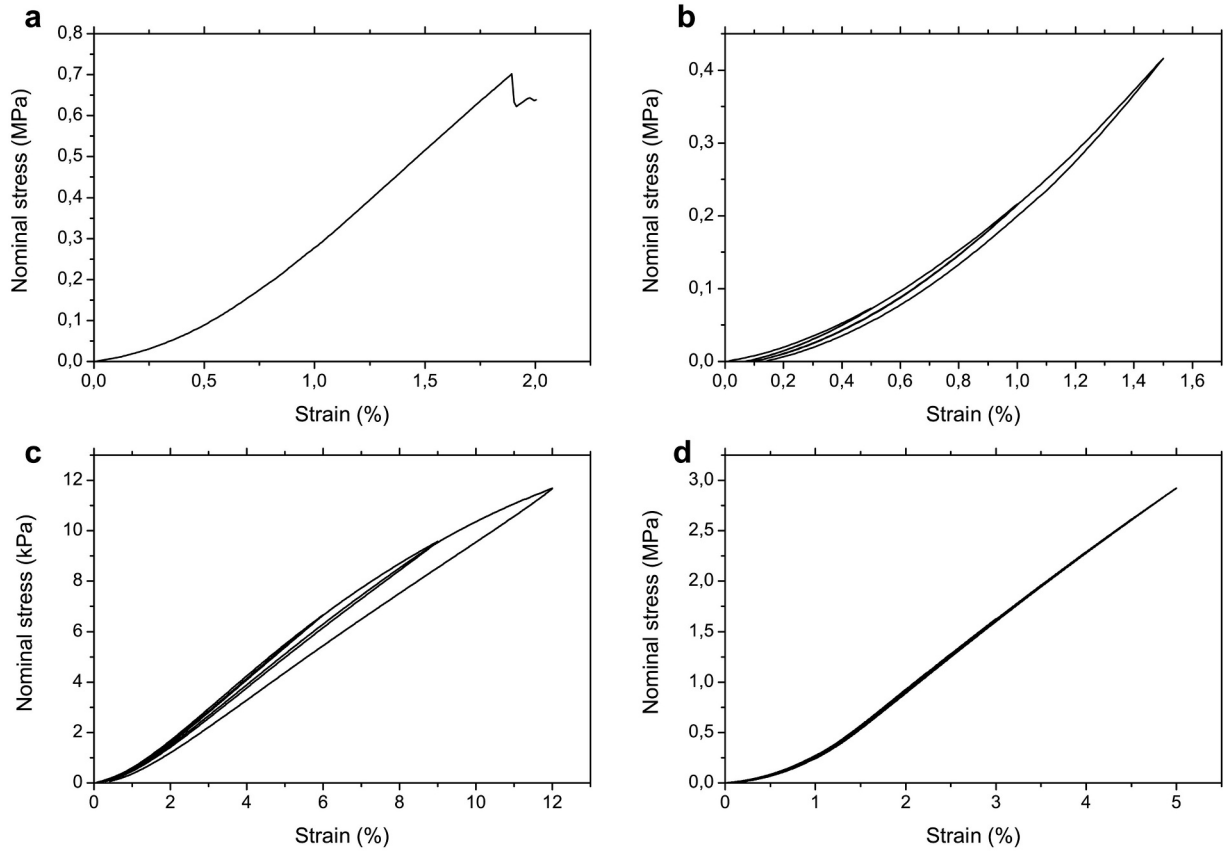 a
0,8
0,7
0,6
0,5
0,4
0,3
0,2
0,1
0,0
Nominal stress (MPa)
0,0 0,5 1,0 1,5 2,0
Strain (%)
b
0,4
0,3
0,2
0,1
0,0
Nominal stress (MPa)
0,0 0,2 0,4 0,6 0,8 1,0 1,2 1,4 1,6
Strain (%)
c
12
10
8
6
4
2
0
Nominal stress (kPa)
0 2 4 6 8 10 12
Strain (%)
d
3,0
2,5
2,0
1,5
1,0
0,5
0,0
Nominal stress (MPa)
0 1 2 3 4 5
Strain (%)